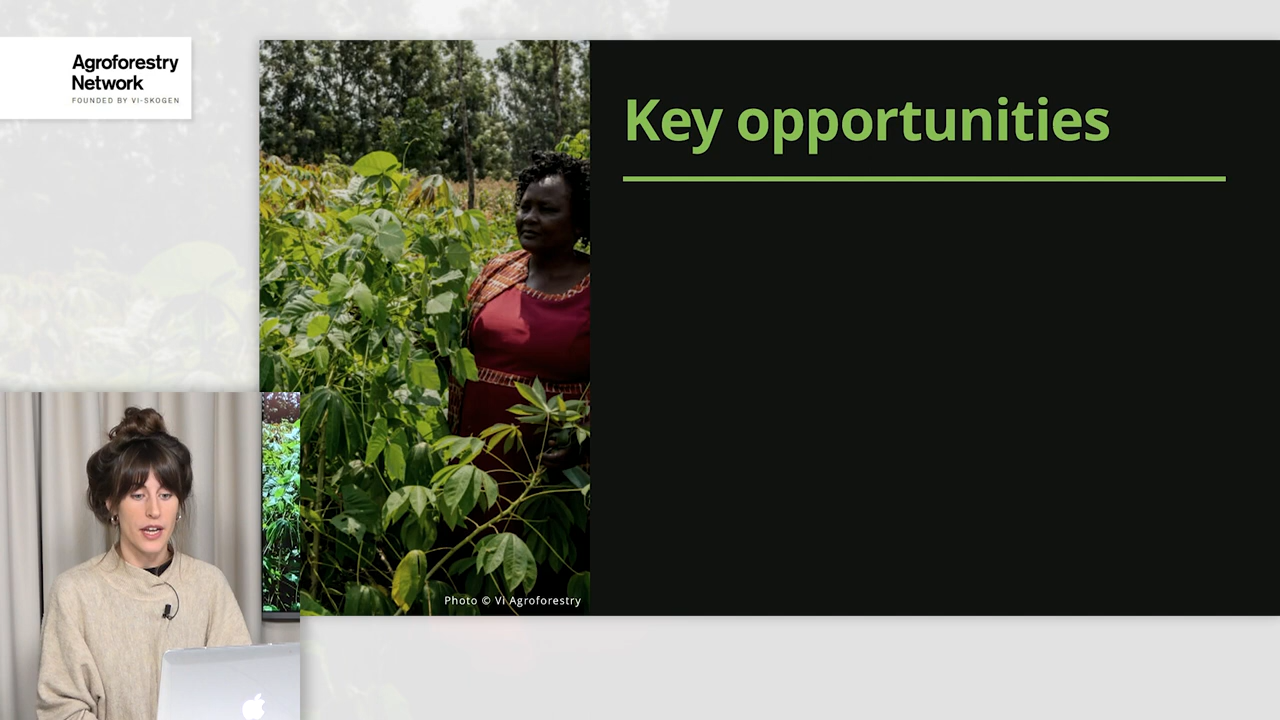 Agroforestry
Network
FOUNDED BY VI-SKOGEN
Key opportunities
Photo © Vi Agroforestry